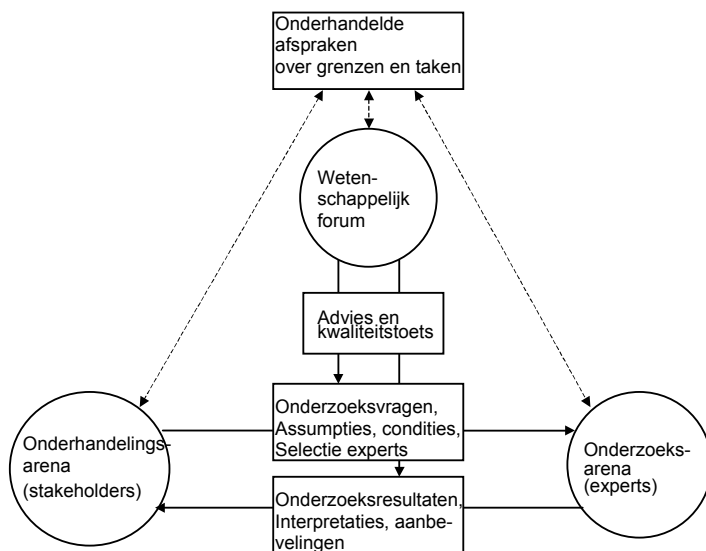 Onderhandelde
afspraken
over grenzen en taken
Weten-
schappelijk
forum
Advies en
kwaliteitstoets
Onderzoeksvragen,
Assumpties, condities,
Selectie experts
Onderhandelings-
arena
(stakeholders)
Onderzoeks-
arena
(experts)
Onderzoeksresultaten,
Interpretaties, aanbe-
velingen